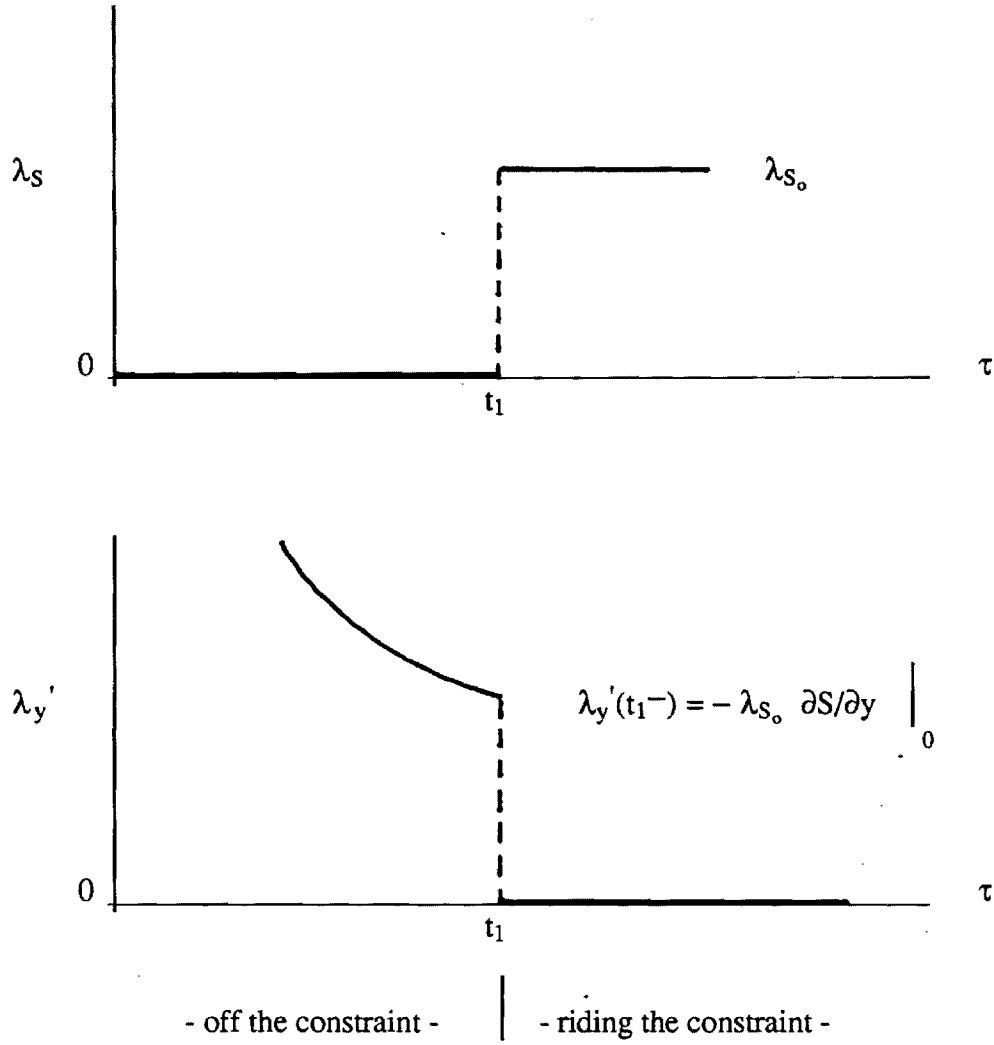 λS
λSo
0
τ
t1
λy'
λy'(t1−) = − λSo ∂S/∂y |0
0
τ
t1
- off the constraint - | - riding the constraint -